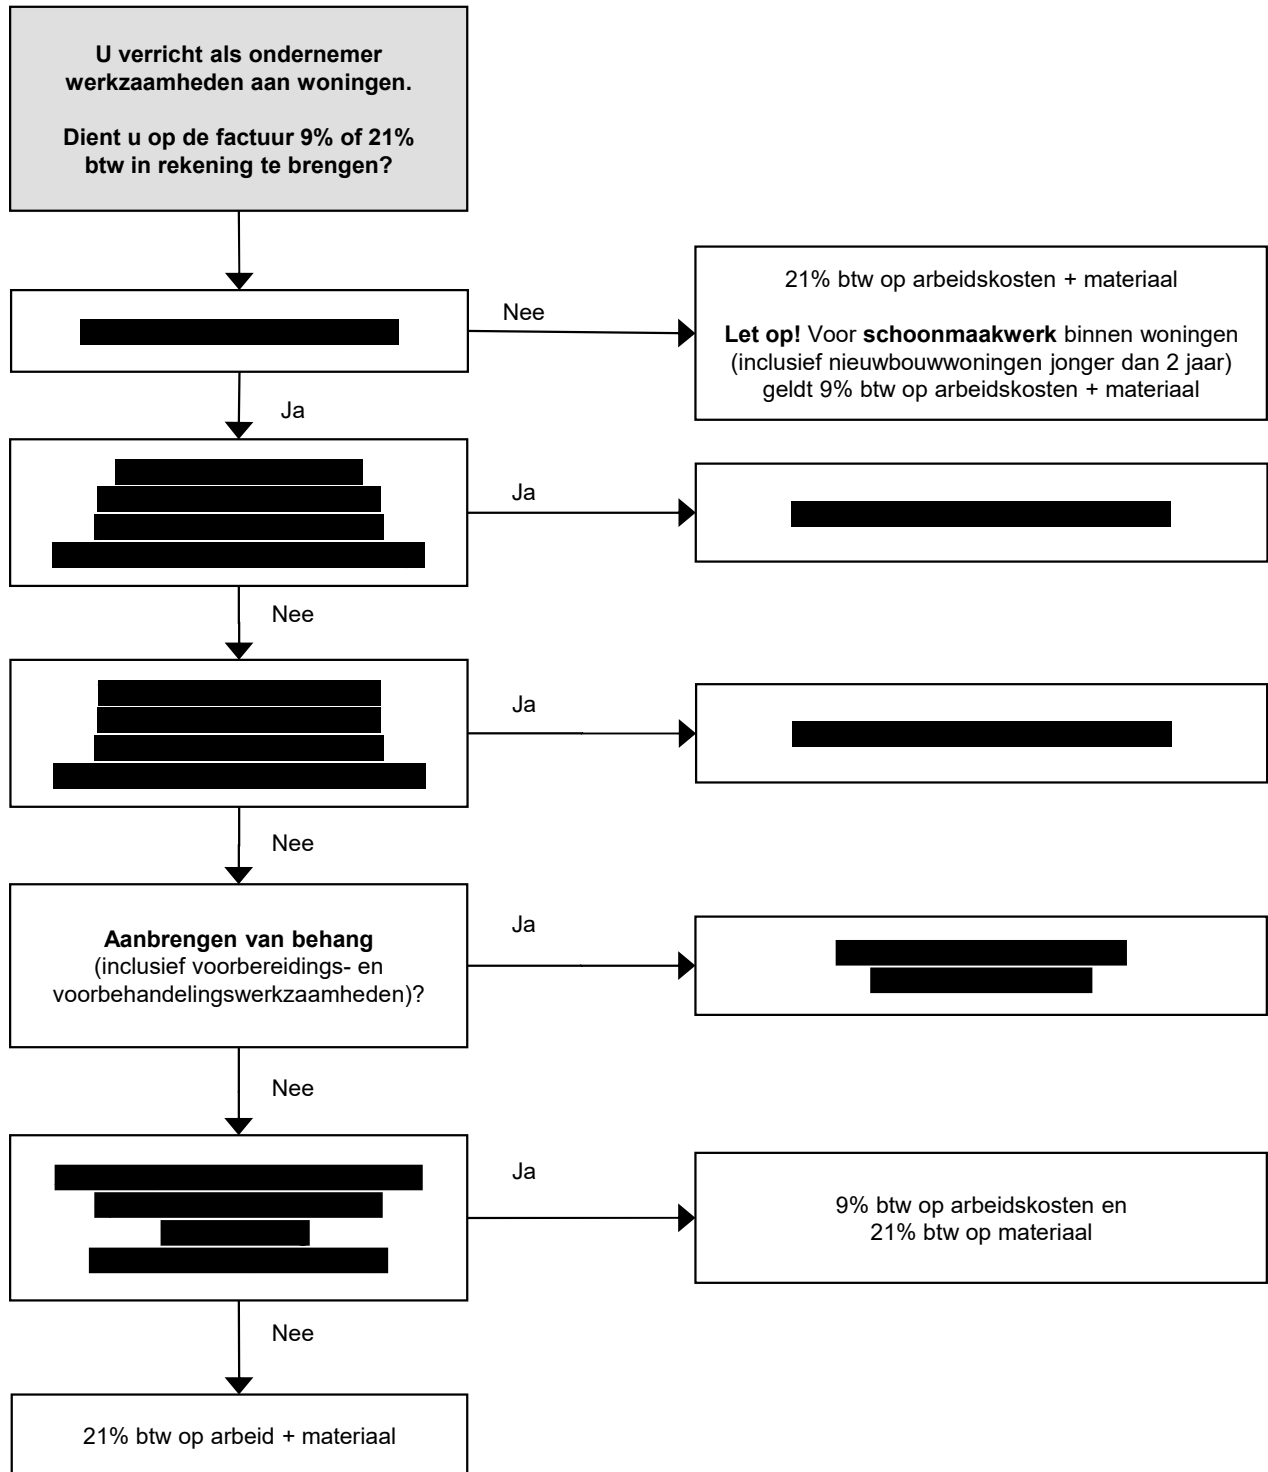 U verricht als ondernemer
werkzaamheden aan woningen.
Dient u op de factuur 9% of 21%
btw in rekening te brengen?
Nee
21% btw op arbeidskosten + materiaal
Let op! Voor schoonmaakwerk binnen woningen
(inclusief nieuwbouwwoningen jonger dan 2 jaar)
geldt 9% btw op arbeidskosten + materiaal
Ja
Ja
Nee
Ja
Nee
Aanbrengen van behang
(inclusief voorbereidings- en
voorbehandelingswerkzaamheden)?
Ja
Nee
Ja
9% btw op arbeidskosten en
21% btw op materiaal
Nee
21% btw op arbeid + materiaal